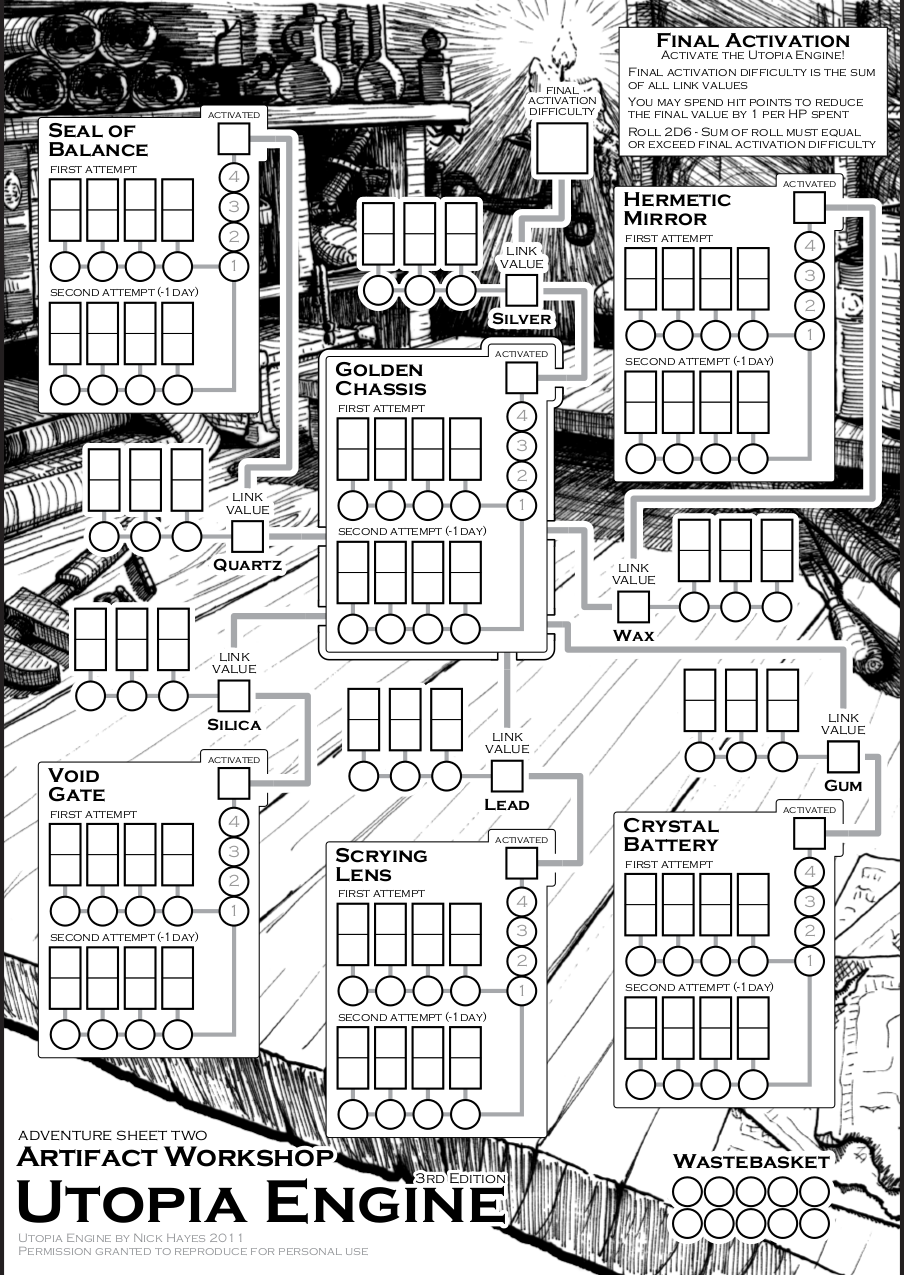 FINAL ACTIVATION
ACTIVATE THE UTOPIA ENGINE!
FINAL ACTIVATION DIFFICULTY IS THE SUM
OF ALL LINK VALUES
YOU MAY SPEND HIT POINTS TO REDUCE
THE FINAL VALUE BY 1 PER HP SPENT
ROLL 2D6 - SUM OF ROLL MUST EQUAL
OR EXCEED FINAL ACTIVATION DIFFICULTY
FINAL
ACTIVATION
DIFFICULTY
SEAL OF
BALANCE
ACTIVATED
FIRST ATTEMPT
4
3
2
1
SECOND ATTEMPT (-1 DAY)
LINK
VALUE
SILVER
HERMETIC
MIRROR
ACTIVATED
FIRST ATTEMPT
4
3
2
1
SECOND ATTEMPT (-1 DAY)
GOLDEN
CHASSIS
ACTIVATED
FIRST ATTEMPT
4
3
2
1
SECOND ATTEMPT (-1 DAY)
LINK
VALUE
QUARTZ
LINK
VALUE
WAX
LINK
VALUE
SILICA
LINK
VALUE
LEAD
LINK
VALUE
GUM
VOID
GATE
ACTIVATED
FIRST ATTEMPT
4
3
2
1
SECOND ATTEMPT (-1 DAY)
SCRYING
LENS
ACTIVATED
FIRST ATTEMPT
4
3
2
1
SECOND ATTEMPT (-1 DAY)
CRYSTAL
BATTERY
ACTIVATED
FIRST ATTEMPT
4
3
2
1
SECOND ATTEMPT (-1 DAY)
ADVENTURE SHEET TWO
ARTIFACT WORKSHOP
3RD EDITION
UTOPIA ENGINE
UTOPIA ENGINE BY NICK HAYES 2011
PERMISSION GRANTED TO REPRODUCE FOR PERSONAL USE
WASTEBASKET